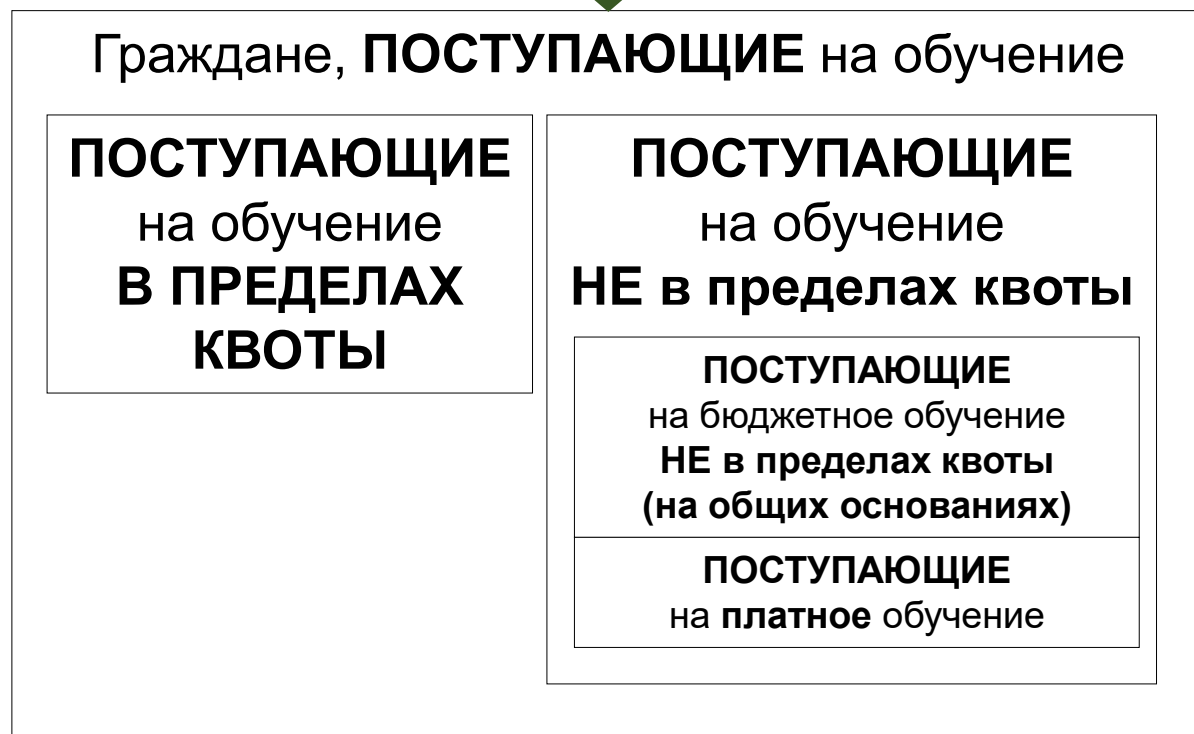 Граждане, ПОСТУПАЮЩИЕ на обучение
ПОСТУПАЮЩИЕ
на обучение
В ПРЕДЕЛАХ
КВОТЫ
ПОСТУПАЮЩИЕ
на обучение
НЕ в пределах квоты
ПОСТУПАЮЩИЕ
на бюджетное обучение
НЕ в пределах квоты
(на общих основаниях)
ПОСТУПАЮЩИЕ
на платное обучение